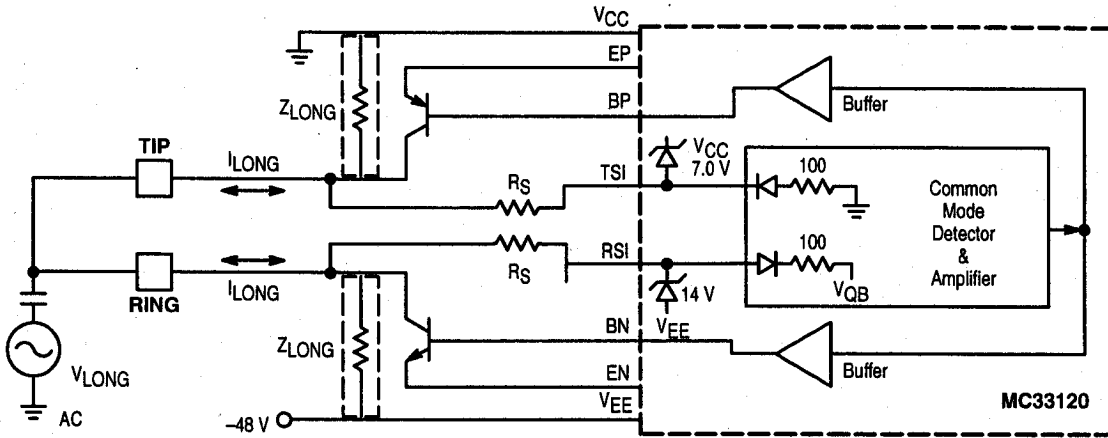 VCC
EP
BP
Buffer
ZLONG
TIP
ILONG
RS
TSI
VCC
7.0 V
100
Common
Mode
Detector
&
Amplifier
RING
ILONG
RS
RSI
14 V
VEE
100
VQB
ZLONG
BN
Buffer
VLONG
AC
EN
VEE
–48 V
MC33120